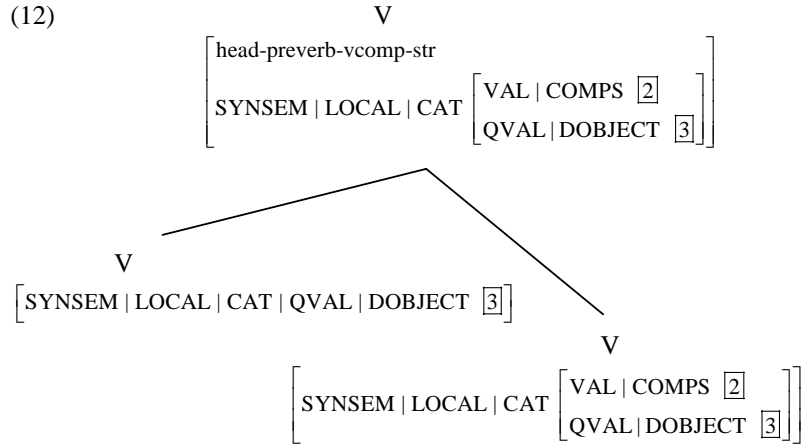 (12) V
head-preverb-vcomp-str
SYNSEM | LOCAL | CAT [VAL | COMPS 2
QVAL | DOBJECT 3]
V
[SYNSEM | LOCAL | CAT | QVAL | DOBJECT 3]
V
[SYNSEM | LOCAL | CAT [VAL | COMPS 2
QVAL | DOBJECT 3]]